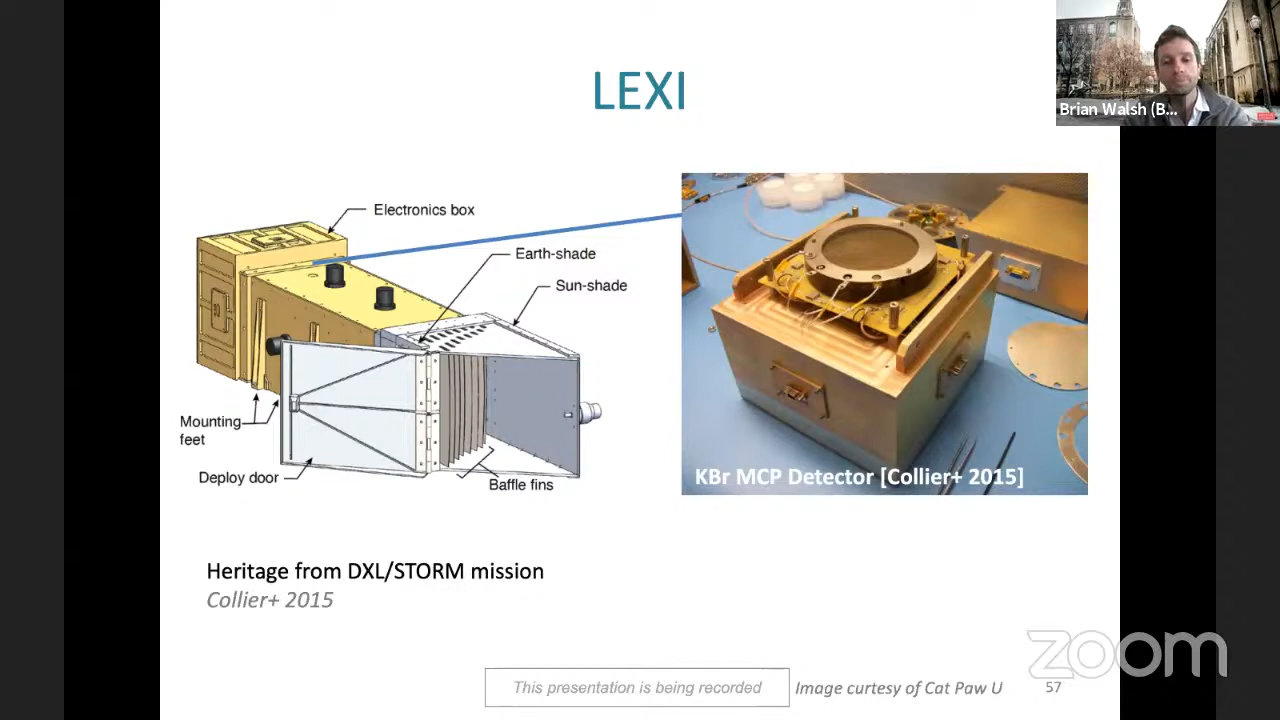 LEXI
Brian Walsh (B...
Electronics box
Earth-shade
Sun-shade
Mounting
feet
Deploy door
Baffle fins
KBr MCP Detector [Collier+ 2015]
Heritage from DXL/STORM mission
Collier+ 2015
zoom
This presentation is being recorded
Image curtesy of Cat Paw U
57